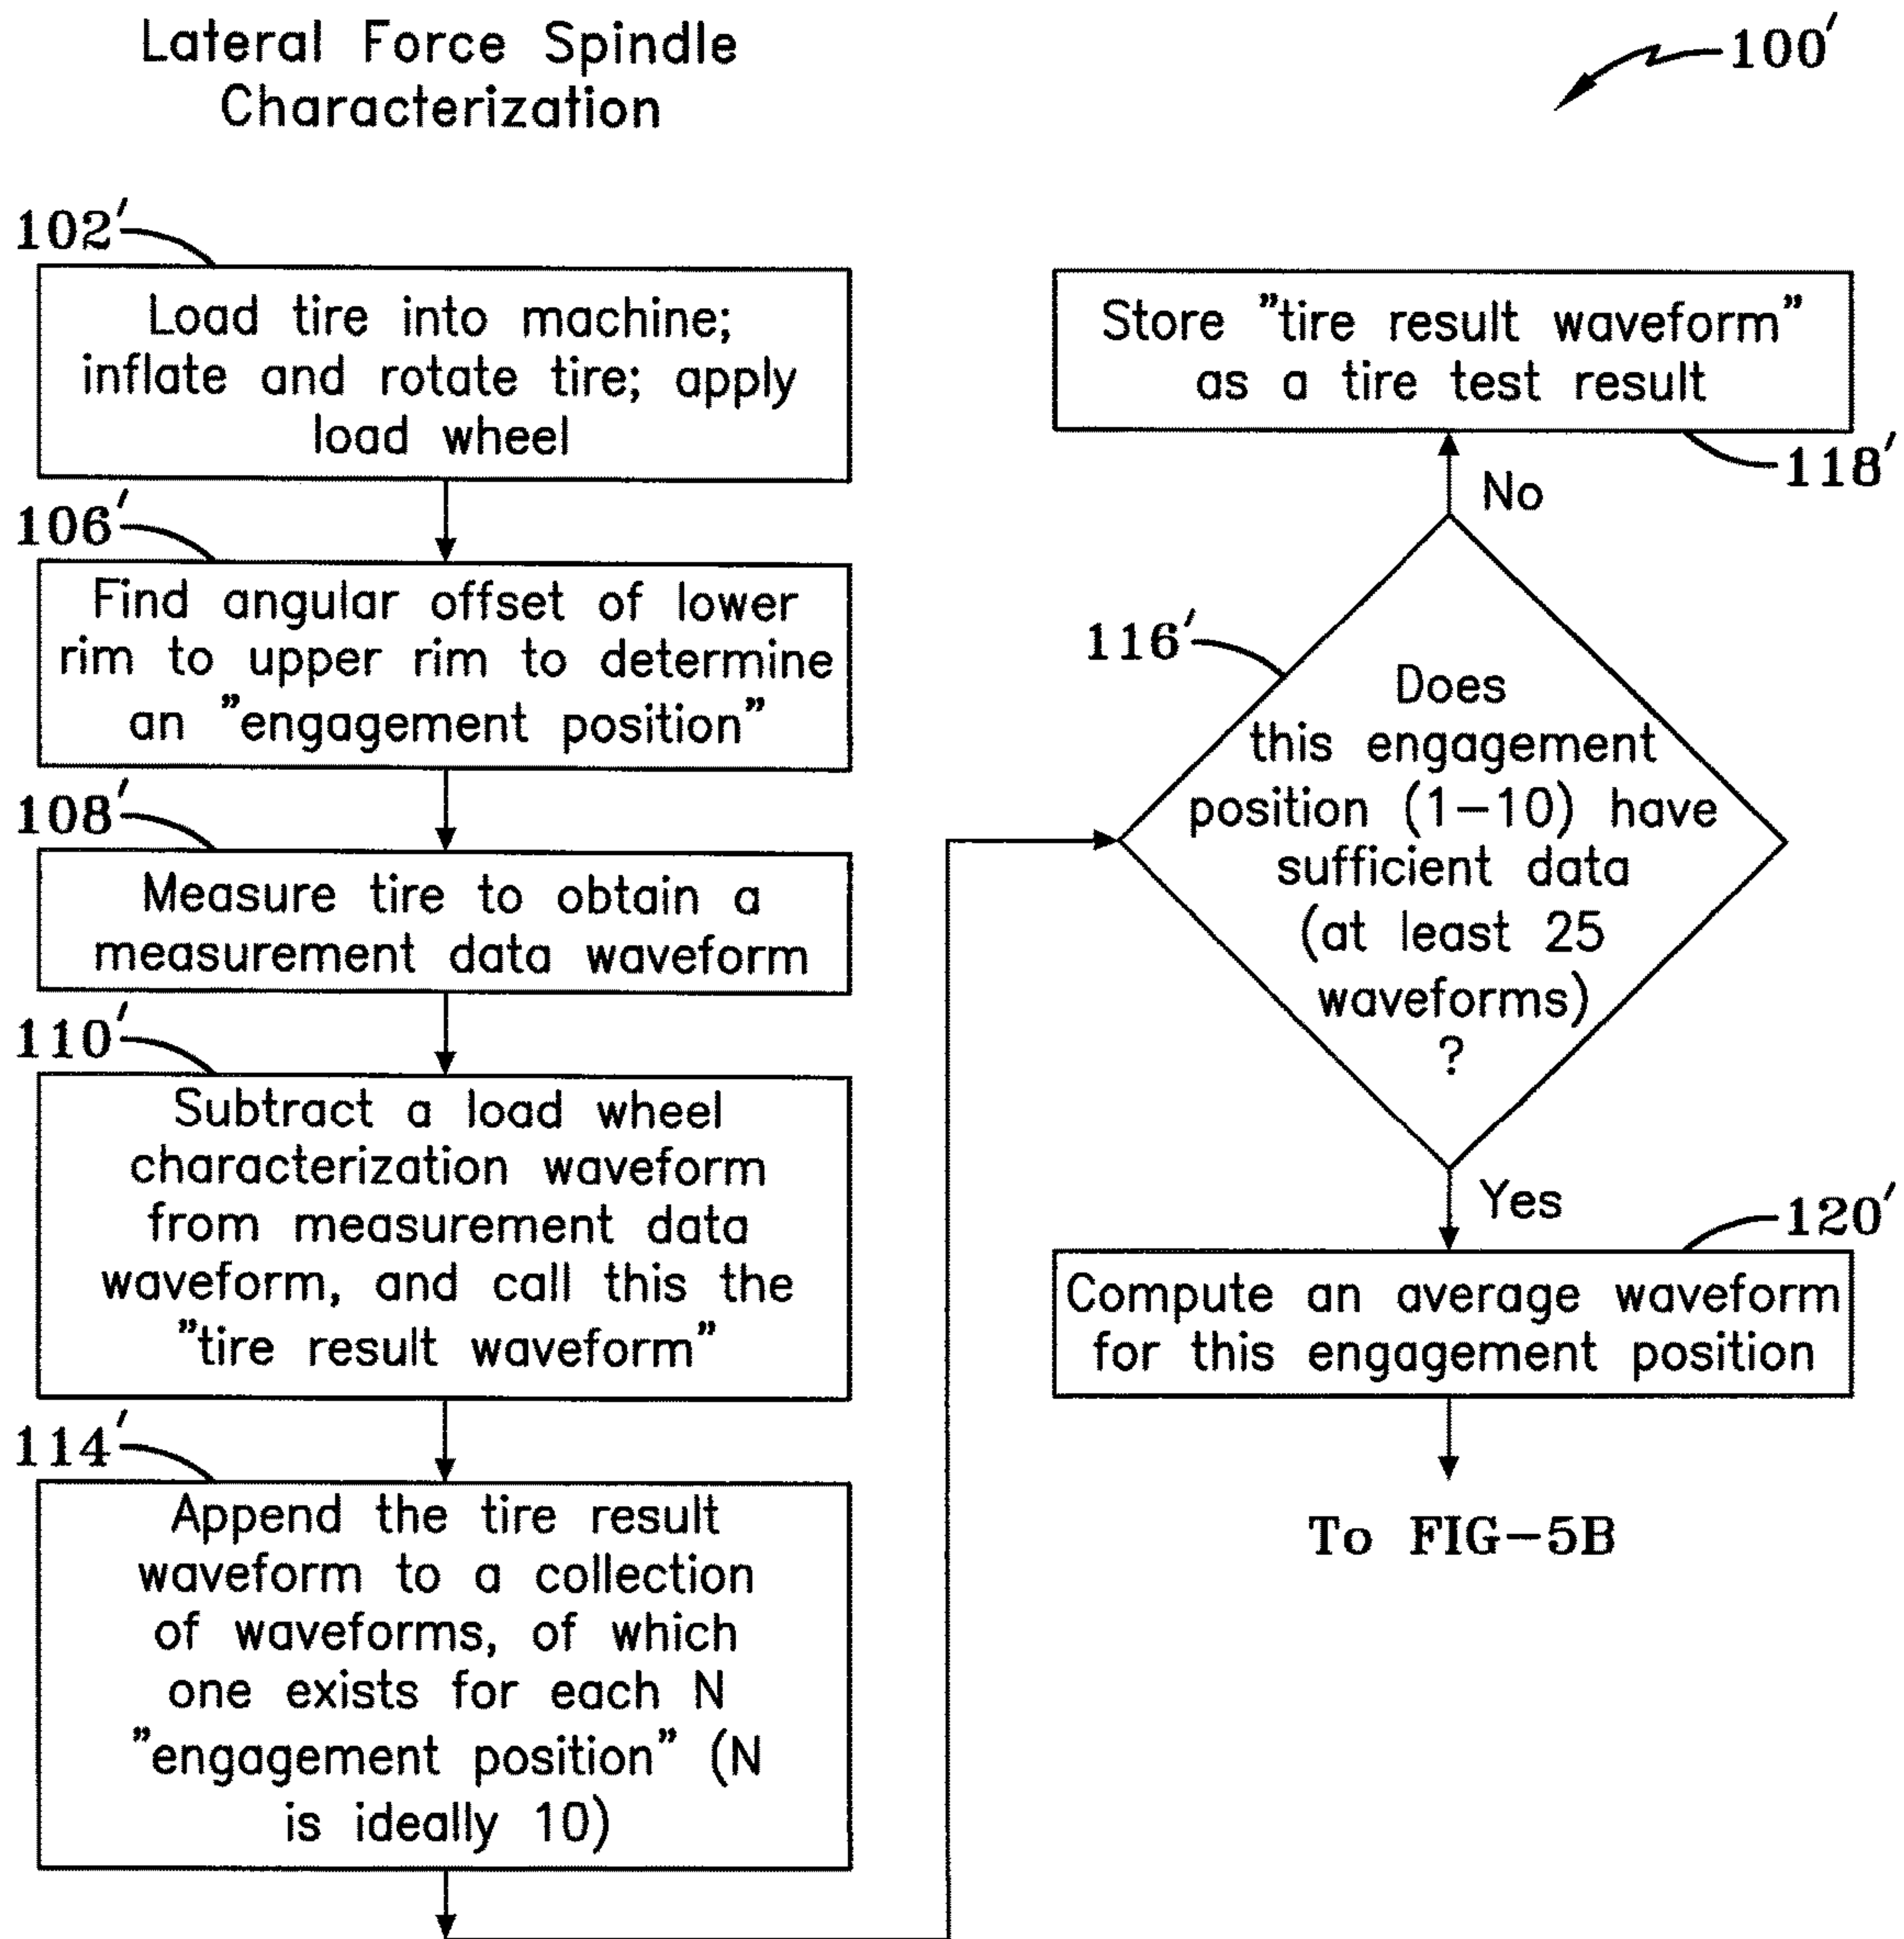 Lateral Force Spindle
Characterization
100′
102′
Load tire into machine;
inflate and rotate tire; apply
load wheel
106′
Find angular offset of lower
rim to upper rim to determine
an ”engagement position”
108′
Measure tire to obtain a
measurement data waveform
110′
Subtract a load wheel
characterization waveform
from measurement data
waveform, and call this the
”tire result waveform”
114′
Append the tire result
waveform to a collection
of waveforms, of which
one exists for each N
”engagement position” (N
is ideally 10)
116′
Does
this engagement
position (1–10) have
sufficient data
(at least 25
waveforms)
?
No
Store ”tire result waveform”
as a tire test result
118′
Yes
120′
Compute an average waveform
for this engagement position
To FIG–5B